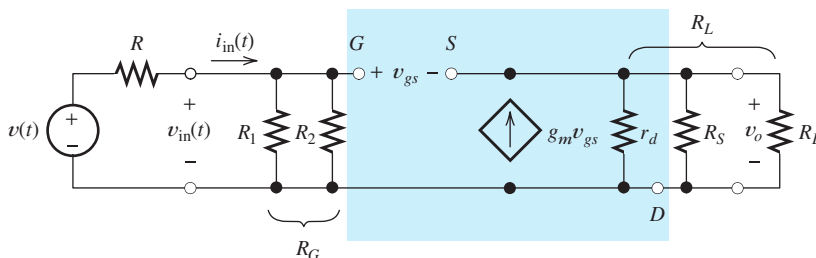 R_L
i_in(t)
R
G
S
+ v_gs −
+
−
v(t)
+
v_in(t)
−
R_1
R_2
g_m v_gs
r_d
R_S
+
v_o
−
R_L
D
R_G